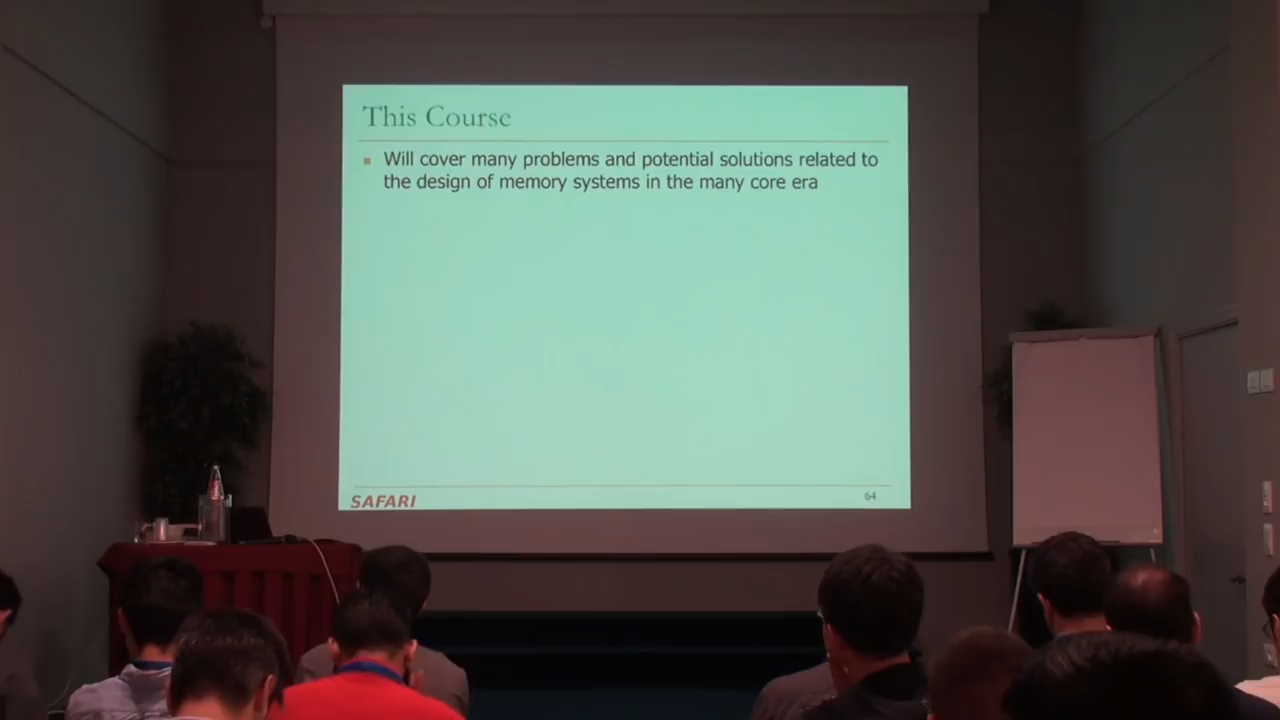 This Course
Will cover many problems and potential solutions related to
the design of memory systems in the many core era
SAFARI
64